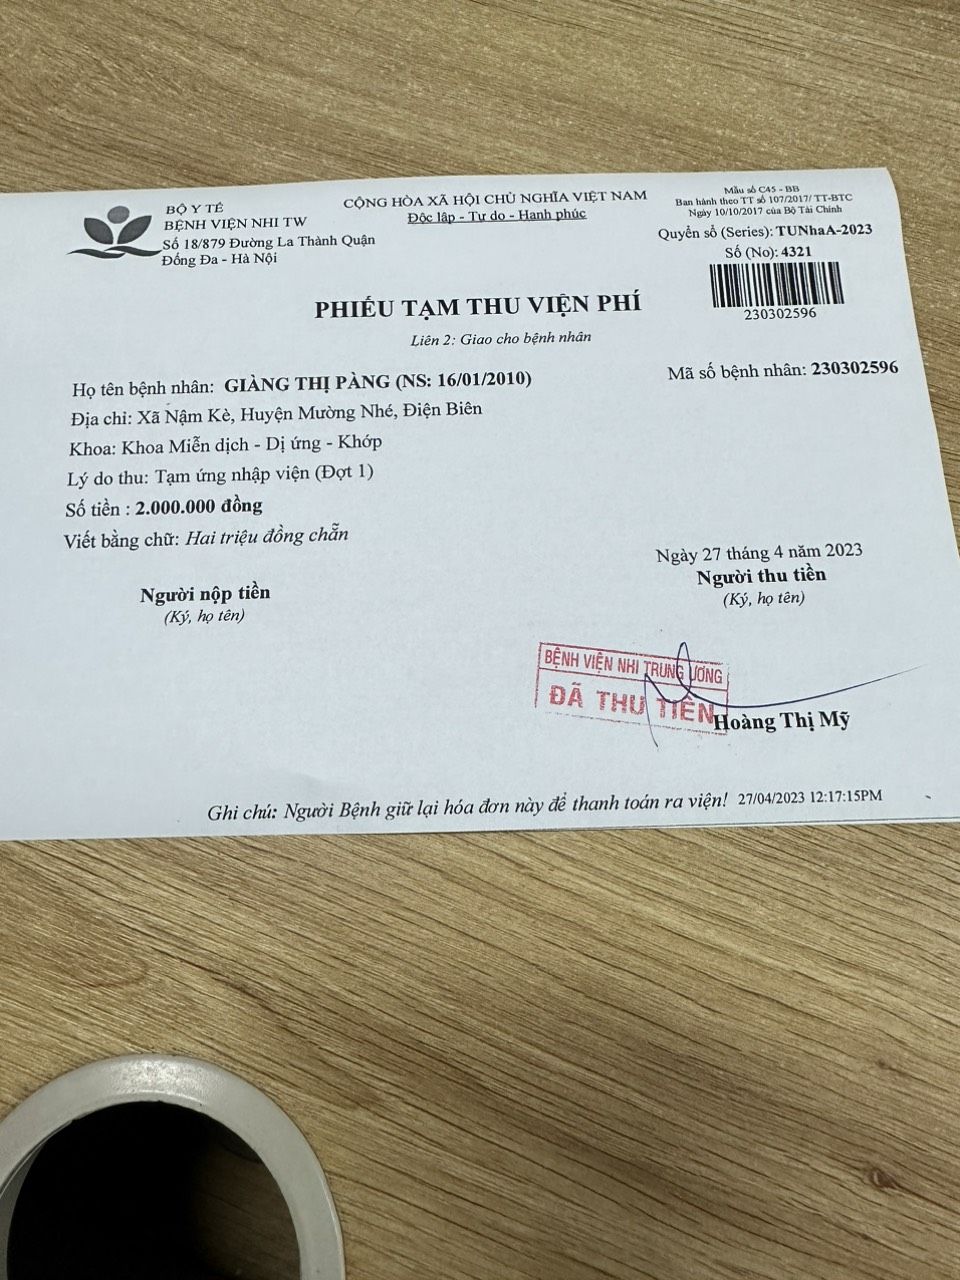 BỘ Y TẾ
BỆNH VIỆN NHI TW
Số 18/879 Đường La Thành Quận
Đống Đa - Hà Nội
CỘNG HÒA XÃ HỘI CHỦ NGHĨA VIỆT NAM
Độc lập - Tự do - Hạnh phúc
Mẫu số C45 - BB
Ban hành theo TT số 107/2017/ TT-BTC
Ngày 10/10/2017 của Bộ Tài Chính
Quyển số (Series): TUNhaA-2023
Số (No): 4321
230302596
PHIẾU TẠM THU VIỆN PHÍ
Liên 2: Giao cho bệnh nhân
Họ tên bệnh nhân: GIÀNG THỊ PÀNG (NS: 16/01/2010)
Mã số bệnh nhân: 230302596
Địa chỉ: Xã Nậm Kè, Huyện Mường Nhé, Điện Biên
Khoa: Khoa Miễn dịch - Dị ứng - Khớp
Lý do thu: Tạm ứng nhập viện (Đợt 1)
Số tiền : 2.000.000 đồng
Viết bằng chữ: Hai triệu đồng chẵn
Ngày 27 tháng 4 năm 2023
Người nộp tiền
(Ký, họ tên)
Người thu tiền
(Ký, họ tên)
BỆNH VIỆN NHI TRUNG ƯƠNG
ĐÃ THU TIỀN
Hoàng Thị Mỹ
Ghi chú: Người Bệnh giữ lại hóa đơn này để thanh toán ra viện! 27/04/2023 12:17:15PM